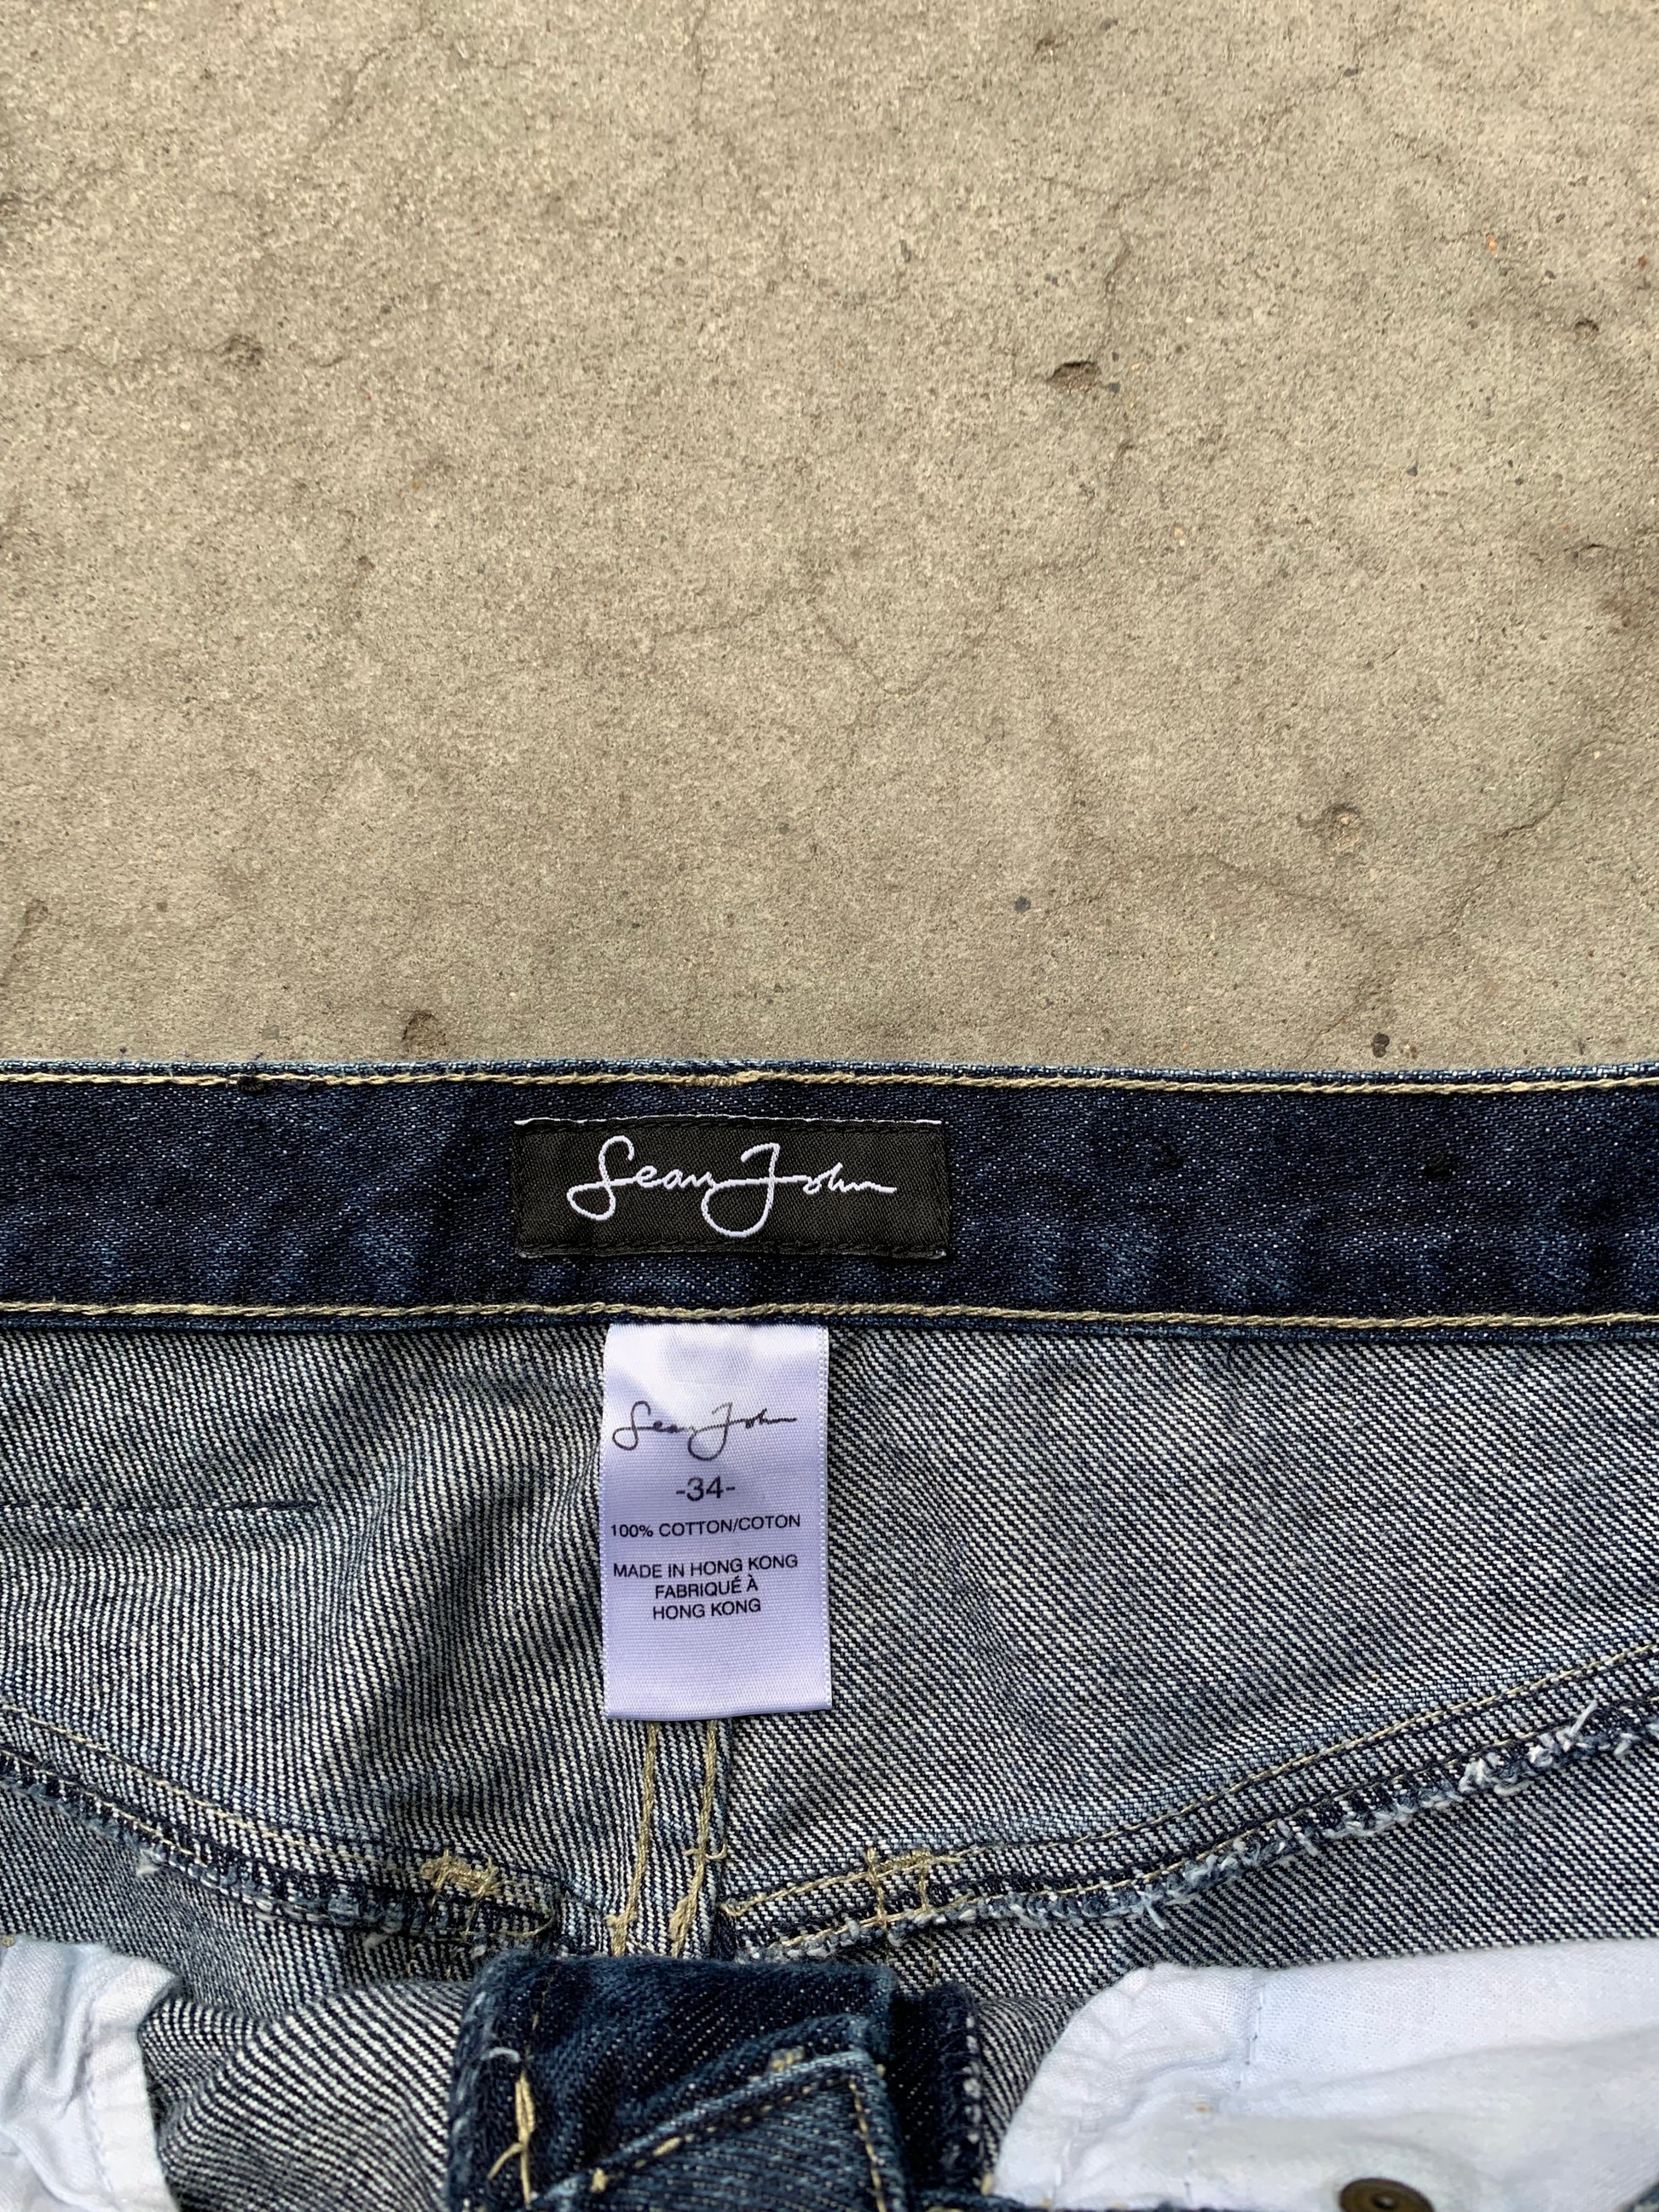 Sean John
Sean John
-34-
100% COTTON/COTON
MADE IN HONG KONG
FABRIQUÉ À
HONG KONG